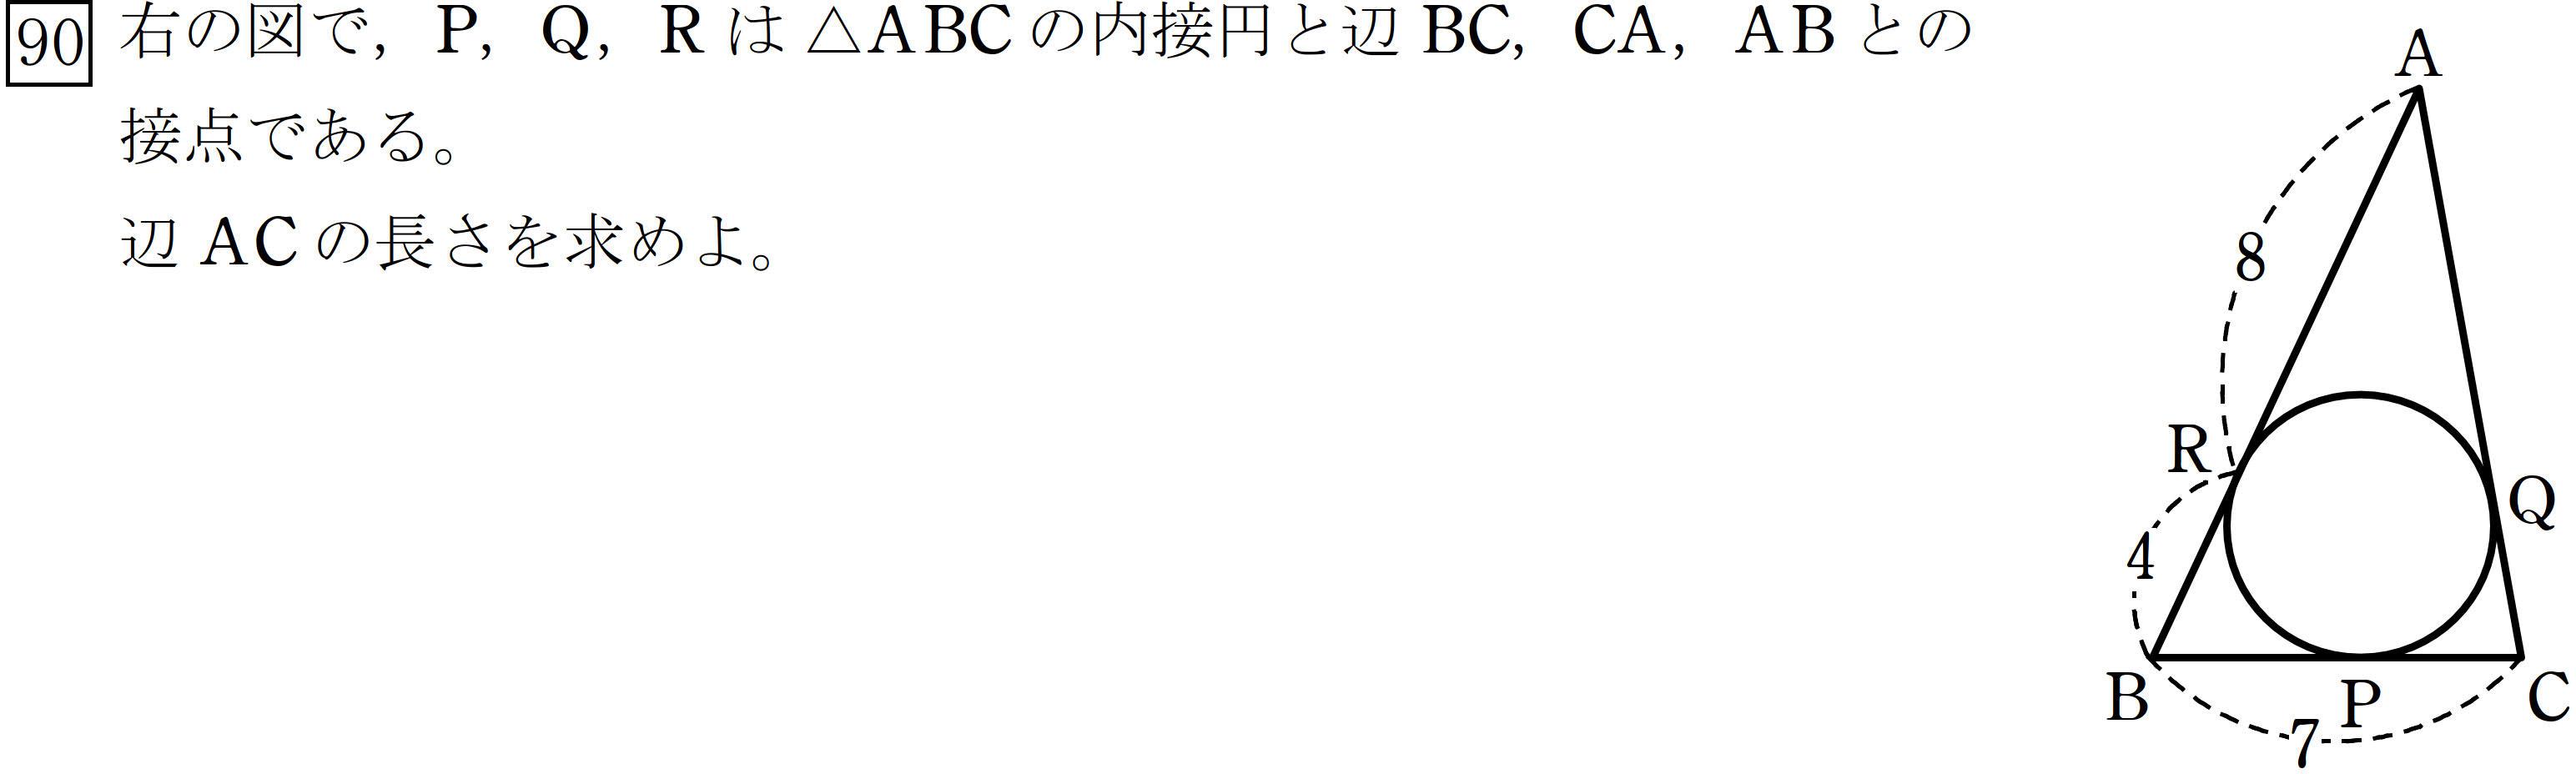 90 右の図で，P，Q，R は △ABC の内接円と辺 BC，CA，AB との
接点である。
辺 AC の長さを求めよ。
A
8
R
Q
4
B
P
C
7